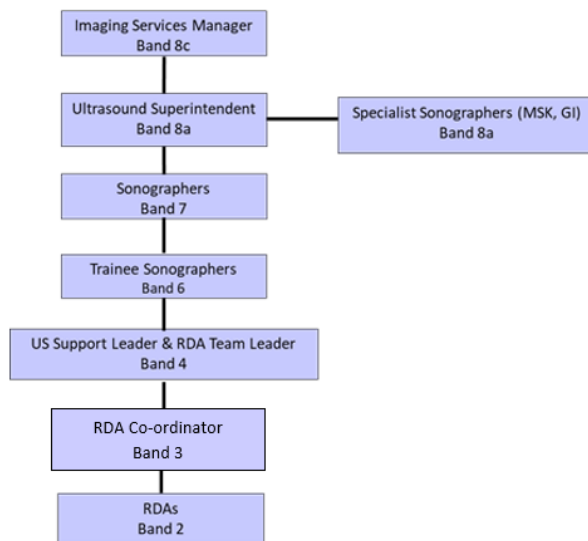 Imaging Services Manager
Band 8c
Ultrasound Superintendent
Band 8a
Specialist Sonographers (MSK, GI)
Band 8a
Sonographers
Band 7
Trainee Sonographers
Band 6
US Support Leader & RDA Team Leader
Band 4
RDA Co-ordinator
Band 3
RDAs
Band 2